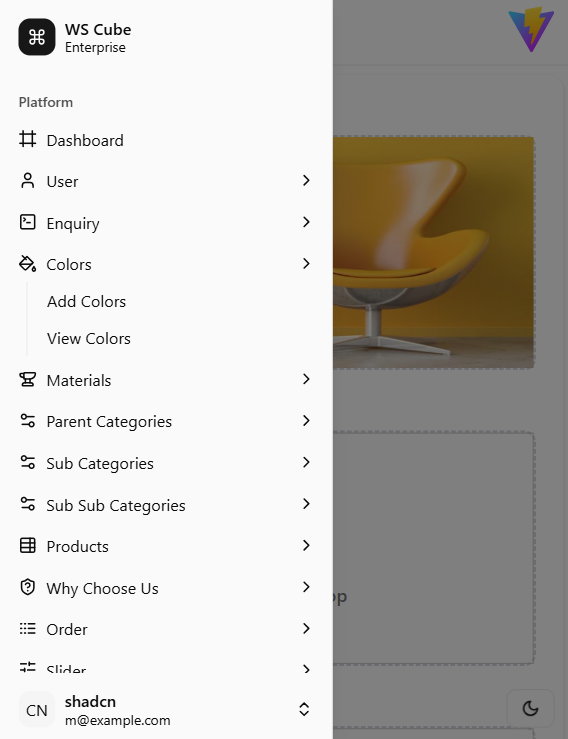 WS Cube
Enterprise
Platform
Dashboard
User
Enquiry
Colors
Add Colors
View Colors
Materials
Parent Categories
Sub Categories
Sub Sub Categories
Products
Why Choose Us
Order
Slider
CN
shadcn
m@example.com